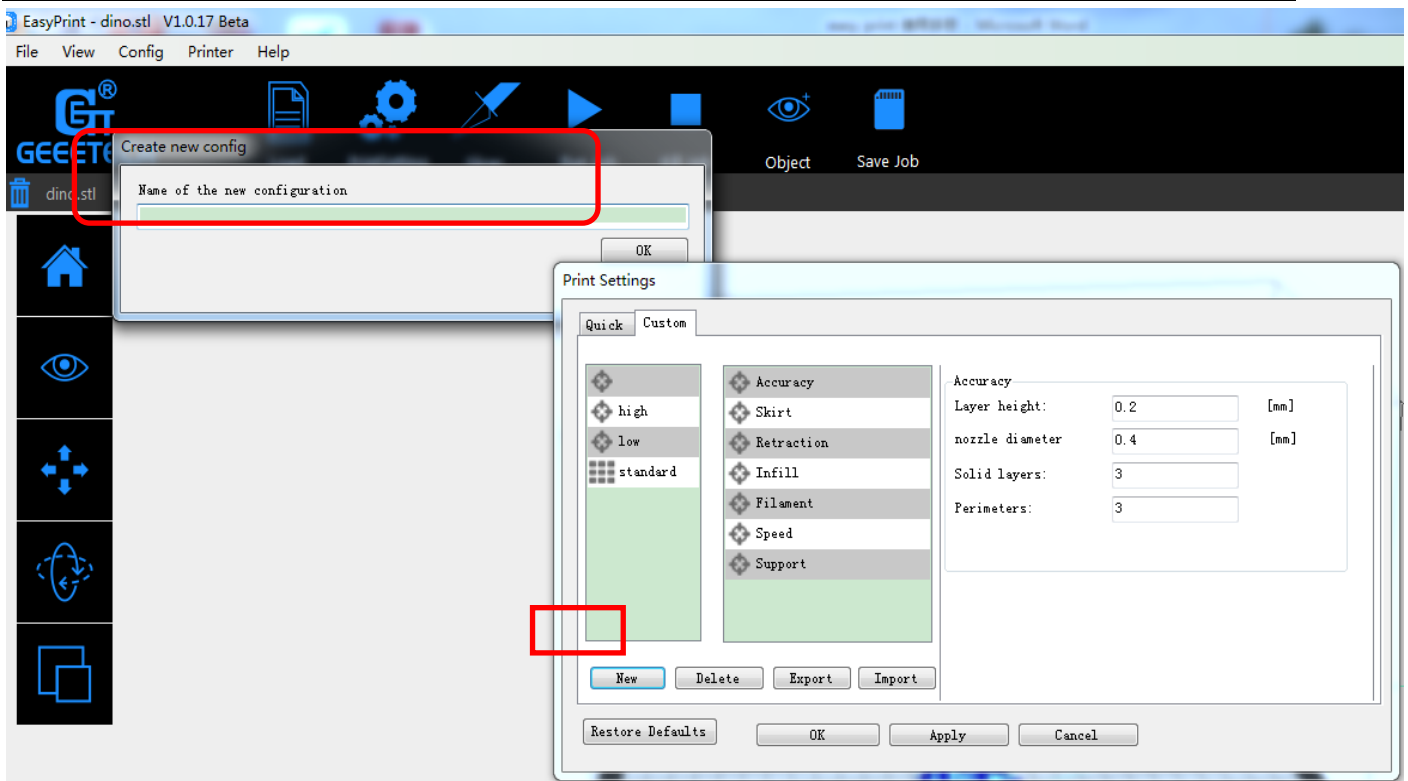 EasyPrint - dino.stl V1.0.17 Beta
File View Config Printer Help
GEEETE
Object Save Job
dino.stl
Create new config
Name of the new configuration
OK
Print Settings
Quick Custom
high
low
standard
Accuracy
Skirt
Retraction
Infill
Filament
Speed
Support
Accuracy
Layer height: 0.2 [mm]
nozzle diameter 0.4 [mm]
Solid layers: 3
Perimeters: 3
New Delete Export Import
Restore Defaults OK Apply Cancel